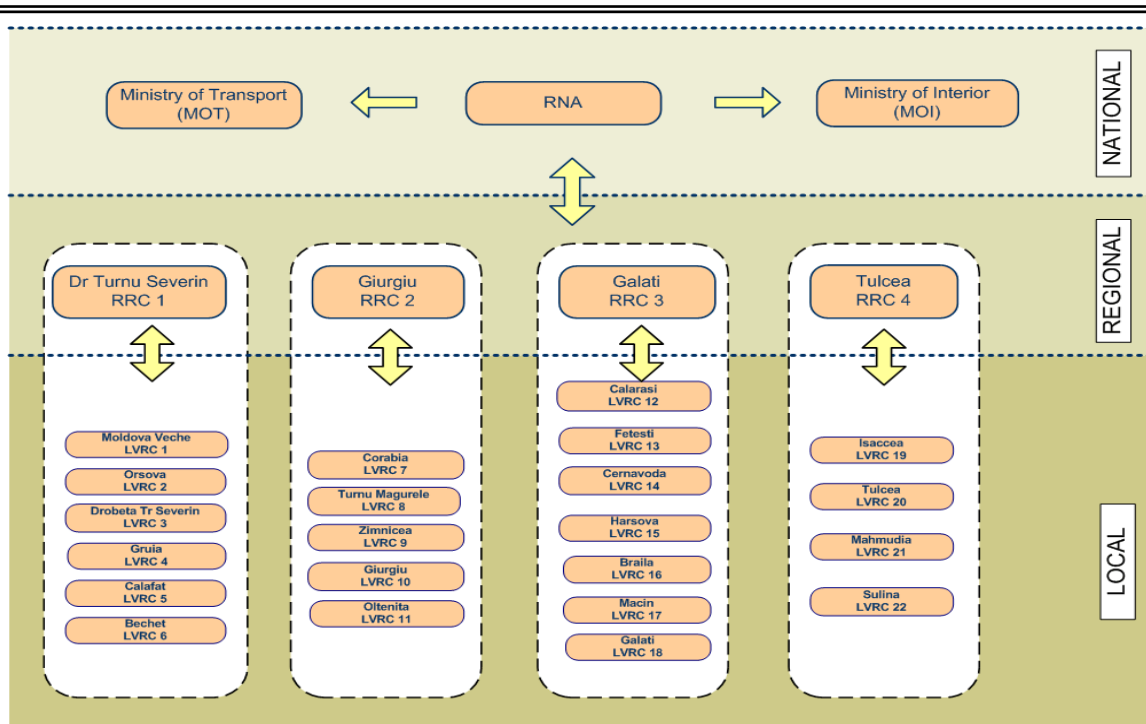 Ministry of Transport
(MOT)
RNA
Ministry of Interior
(MOI)
NATIONAL
Dr Turnu Severin
RRC 1
Giurgiu
RRC 2
Galati
RRC 3
Tulcea
RRC 4
REGIONAL
Moldova Veche
LVRC 1
Orsova
LVRC 2
Drobeta Tr Severin
LVRC 3
Gruia
LVRC 4
Calafat
LVRC 5
Bechet
LVRC 6
Corabia
LVRC 7
Turnu Magurele
LVRC 8
Zimnicea
LVRC 9
Giurgiu
LVRC 10
Oltenita
LVRC 11
Calarasi
LVRC 12
Fetesti
LVRC 13
Cernavoda
LVRC 14
Harsova
LVRC 15
Braila
LVRC 16
Macin
LVRC 17
Galati
LVRC 18
Isaccea
LVRC 19
Tulcea
LVRC 20
Mahmudia
LVRC 21
Sulina
LVRC 22
LOCAL